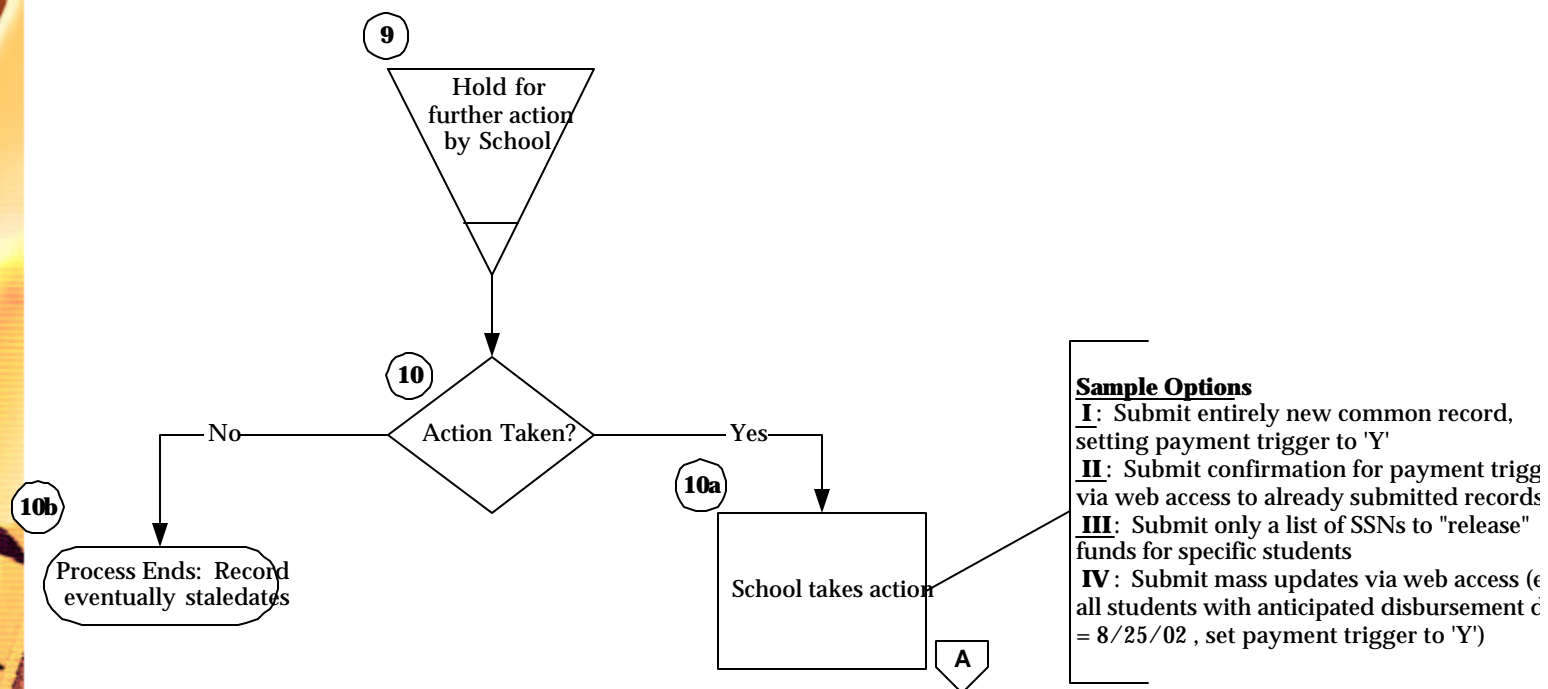 9
Hold for
further action
by School
10
Action Taken?
No
Yes
10b
Process Ends: Record
eventually staledates
10a
School takes action
A
Sample Options
I: Submit entirely new common record,
setting payment trigger to 'Y'
II: Submit confirmation for payment
via web access to already submitted records
III: Submit only a list of SSNs to "release"
funds for specific students
IV: Submit mass updates via web access
all students with anticipated disbursement
= 8/25/02 , set payment trigger to 'Y')